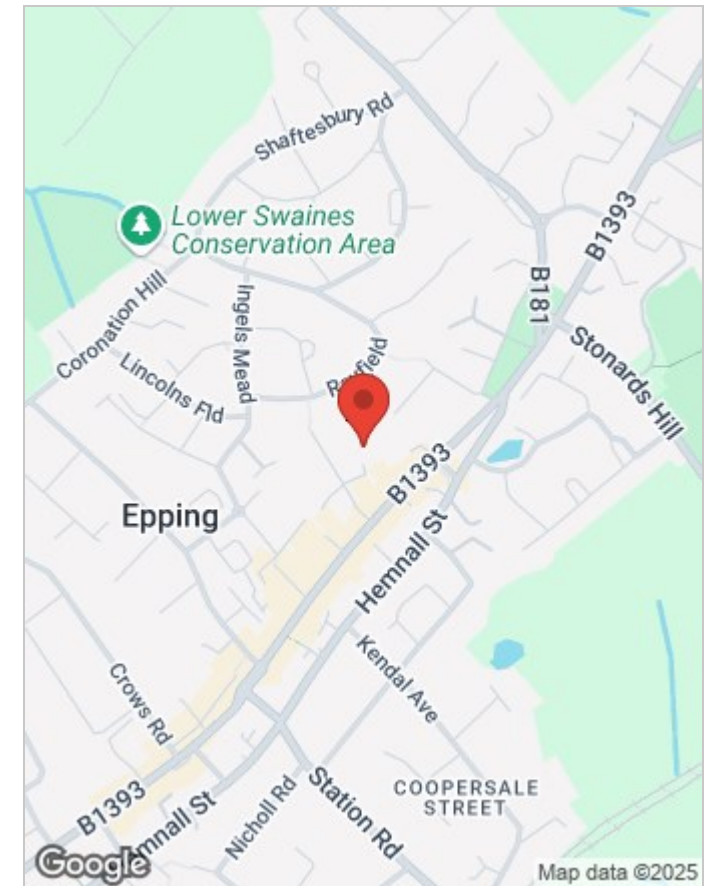 Shaftesbury Rd
Lower Swaines
Conservation Area
B1393
B181
Coronation Hill
Ingels Mead
Lincolns Fld
Stonards Hill
B1393
Epping
Hemnall St
Kendal Ave
Crows Rd
COOPERSALE
STREET
Station Rd
Nicholl Rd
B1393
mnall St
Google
Map data ©2025